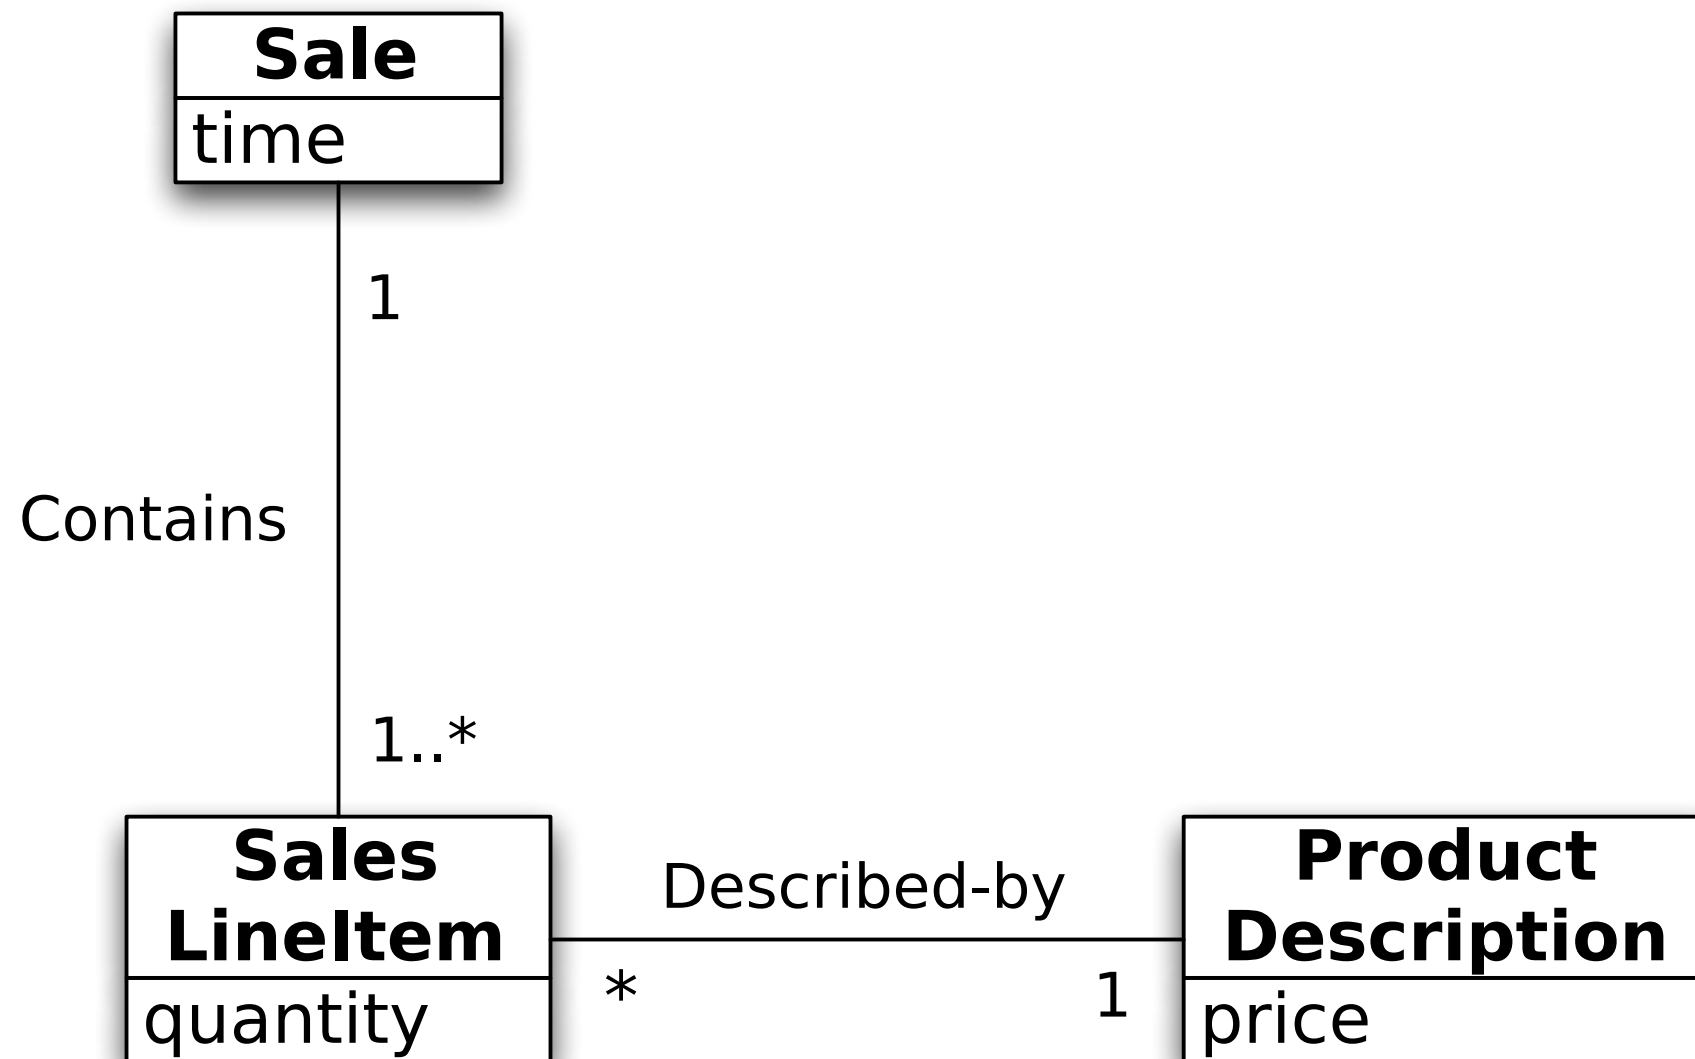 Sale
time
1
Contains
1..*
Sales
LineItem
quantity
Described-by
*
1
Product
Description
price